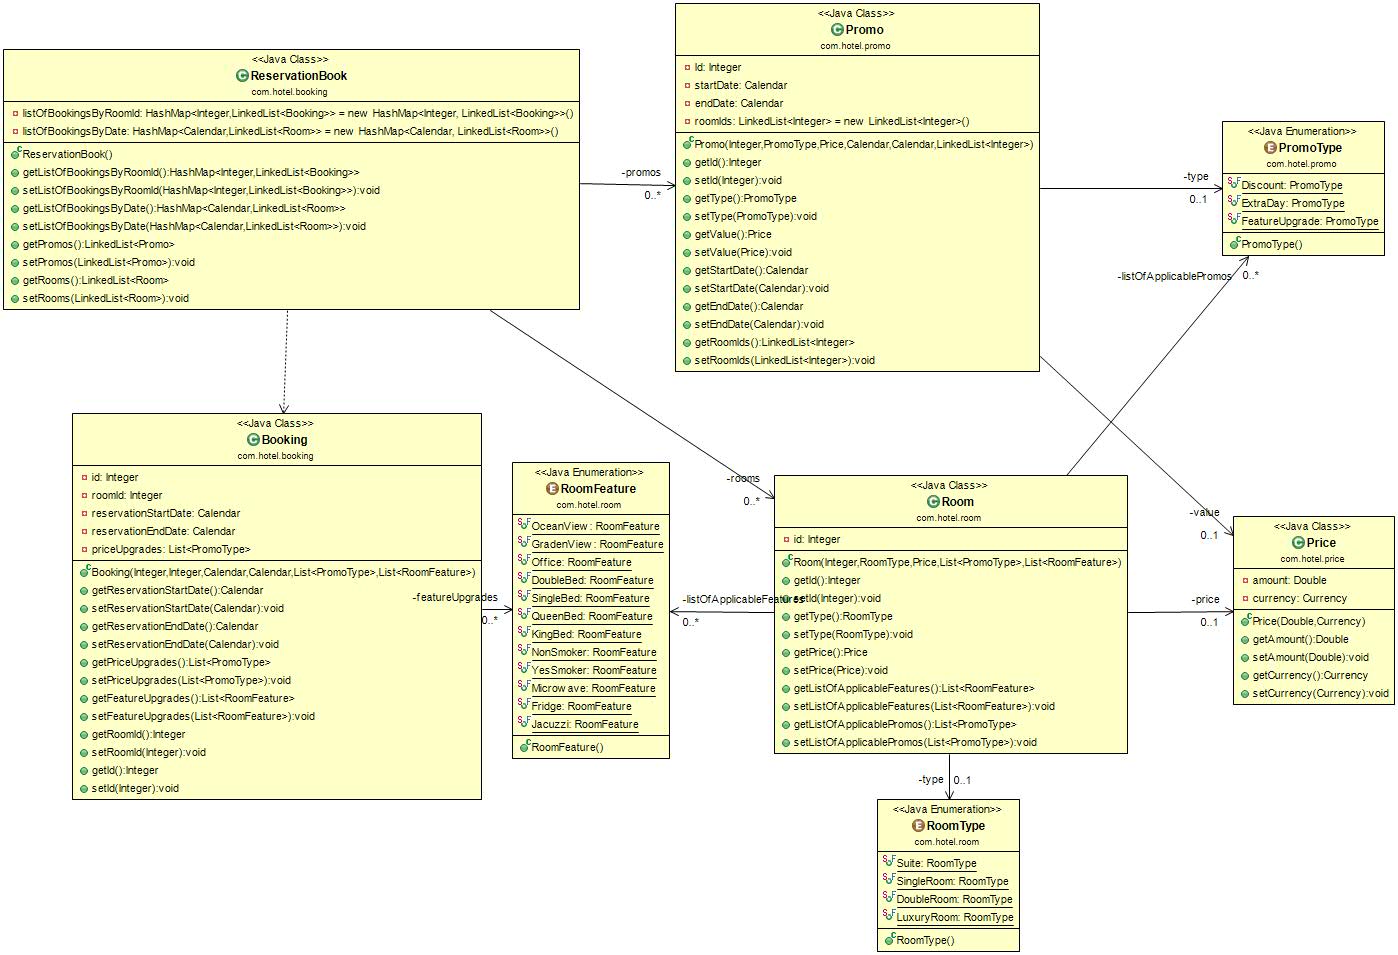 <<Java Class>>
ReservationBook
com.hotel.booking
listOfBookingsByRoomId: HashMap<Integer,LinkedList<Booking>> = new HashMap<Integer, LinkedList<Booking>>()
listOfBookingsByDate: HashMap<Calendar,LinkedList<Room>> = new HashMap<Calendar, LinkedList<Room>>()
ReservationBook()
getListOfBookingsByRoomId():HashMap<Integer,LinkedList<Booking>>
setListOfBookingsByRoomId(HashMap<Integer,LinkedList<Booking>>):void
getListOfBookingsByDate():HashMap<Calendar,LinkedList<Room>>
setListOfBookingsByDate(HashMap<Calendar,LinkedList<Room>>):void
getPromos():LinkedList<Promo>
setPromos(LinkedList<Promo>):void
getRooms():LinkedList<Room>
setRooms(LinkedList<Room>):void
-promos
0..*
<<Java Class>>
Promo
com.hotel.promo
Id: Integer
startDate: Calendar
endDate: Calendar
roomIds: LinkedList<Integer> = new LinkedList<Integer>()
Promo(Integer,PromoType,Price,Calendar,Calendar,LinkedList<Integer>)
getId():Integer
setId(Integer):void
getType():PromoType
setType(PromoType):void
getValue():Price
setValue(Price):void
getStartDate():Calendar
setStartDate(Calendar):void
getEndDate():Calendar
setEndDate(Calendar):void
getRoomIds():LinkedList<Integer>
setRoomIds(LinkedList<Integer>):void
-type
0..1
<<Java Enumeration>>
PromoType
com.hotel.promo
Discount: PromoType
ExtraDay: PromoType
FeatureUpgrade: PromoType
PromoType()
-listOfApplicablePromos
0..*
<<Java Class>>
Booking
com.hotel.booking
id: Integer
roomId: Integer
reservationStartDate: Calendar
reservationEndDate: Calendar
priceUpgrades: List<PromoType>
Booking(Integer,Integer,Calendar,Calendar,List<PromoType>,List<RoomFeature>)
getReservationStartDate():Calendar
setReservationStartDate(Calendar):void
getReservationEndDate():Calendar
setReservationEndDate(Calendar):void
getPriceUpgrades():List<PromoType>
setPriceUpgrades(List<PromoType>):void
getFeatureUpgrades():List<RoomFeature>
setFeatureUpgrades(List<RoomFeature>):void
getRoomId():Integer
setRoomId(Integer):void
getId():Integer
setId(Integer):void
-featureUpgrades
0..*
<<Java Enumeration>>
RoomFeature
com.hotel.room
OceanView: RoomFeature
GradenView: RoomFeature
Office: RoomFeature
DoubleBed: RoomFeature
SingleBed: RoomFeature
QueenBed: RoomFeature
KingBed: RoomFeature
NonSmoker: RoomFeature
YesSmoker: RoomFeature
Microwave: RoomFeature
Fridge: RoomFeature
Jacuzzi: RoomFeature
RoomFeature()
-listOfApplicableFeatures
0..*
-rooms
0..*
<<Java Class>>
Room
com.hotel.room
id: Integer
Room(Integer,RoomType,Price,List<PromoType>,List<RoomFeature>)
getId():Integer
setId(Integer):void
getType():RoomType
setType(RoomType):void
getPrice():Price
setPrice(Price):void
getListOfApplicableFeatures():List<RoomFeature>
setListOfApplicableFeatures(List<RoomFeature>):void
getListOfApplicablePromos():List<PromoType>
setListOfApplicablePromos(List<PromoType>):void
-value
0..1
-price
0..1
<<Java Class>>
Price
com.hotel.price
amount: Double
currency: Currency
Price(Double,Currency)
getAmount():Double
setAmount(Double):void
getCurrency():Currency
setCurrency(Currency):void
-type
0..1
<<Java Enumeration>>
RoomType
com.hotel.room
Suite: RoomType
SingleRoom: RoomType
DoubleRoom: RoomType
LuxuryRoom: RoomType
RoomType()